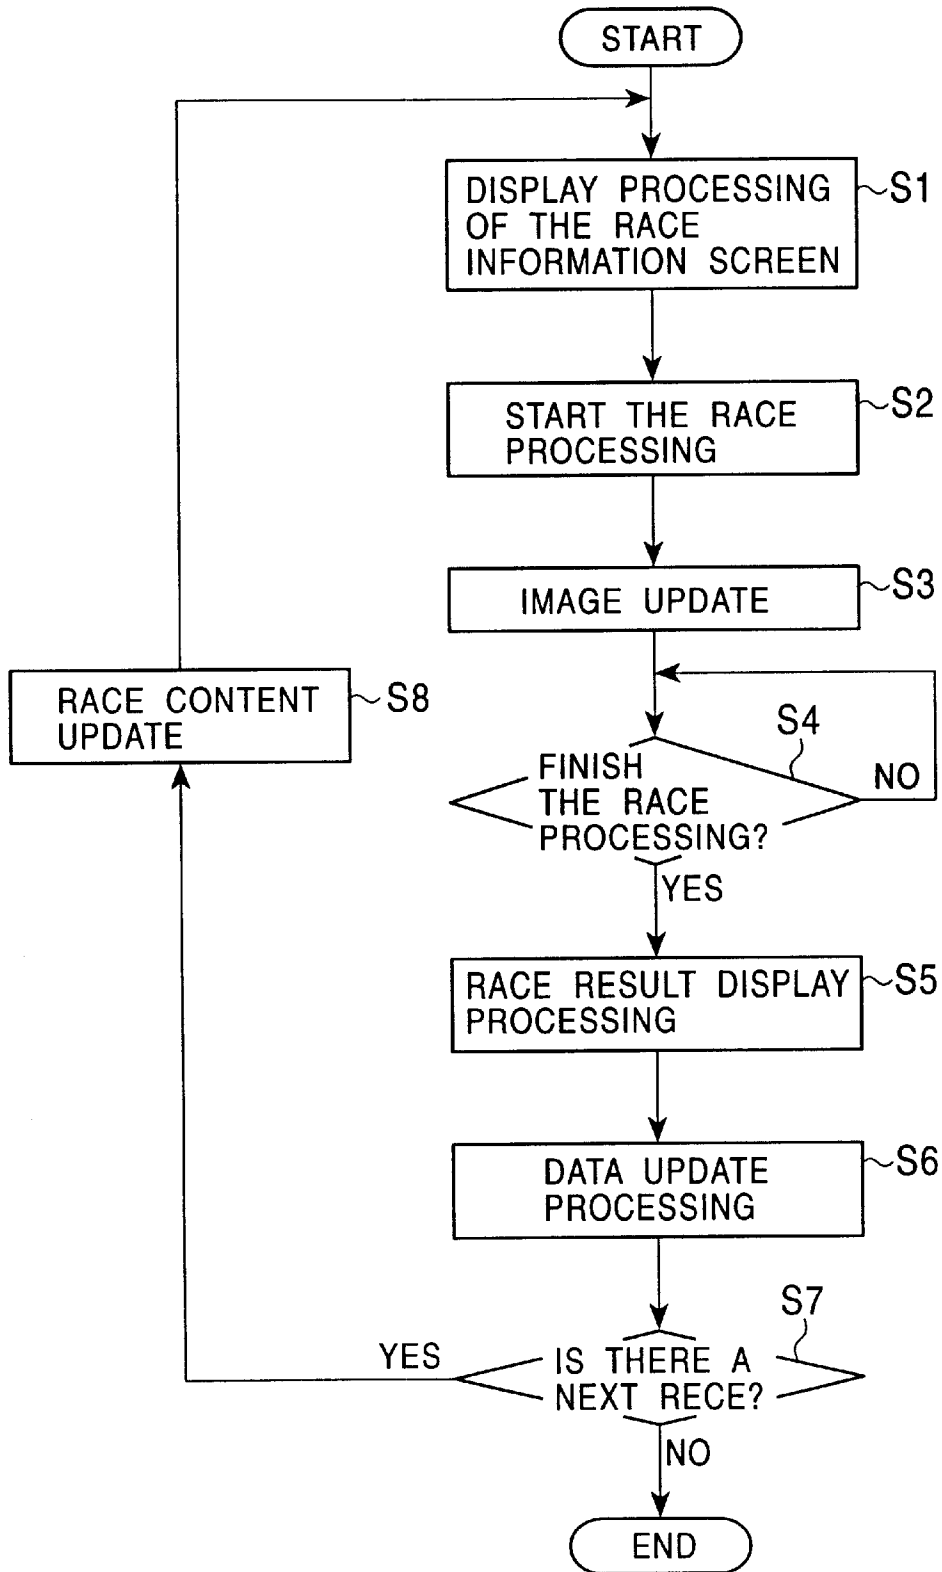 START
DISPLAY PROCESSING
OF THE RACE
INFORMATION SCREEN
S1
START THE RACE
PROCESSING
S2
IMAGE UPDATE
S3
RACE CONTENT
UPDATE
S8
S4
FINISH
THE RACE
PROCESSING?
NO
YES
RACE RESULT DISPLAY
PROCESSING
S5
DATA UPDATE
PROCESSING
S6
S7
YES
IS THERE A
NEXT RECE?
NO
END